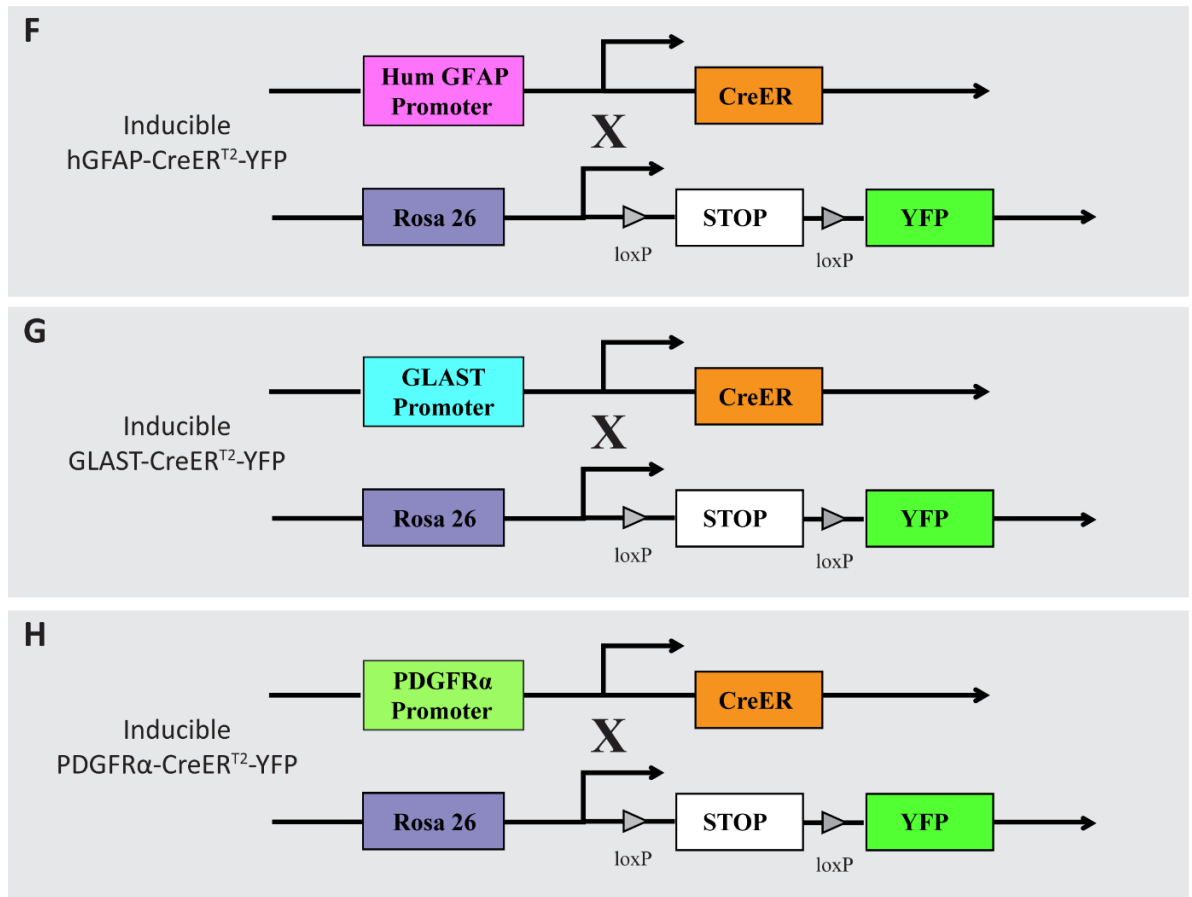 F
Hum GFAP
Promoter
CreER
Inducible
hGFAP-CreERT2-YFP
X
Rosa 26
STOP
YFP
loxP
loxP
G
GLAST
Promoter
CreER
Inducible
GLAST-CreERT2-YFP
X
Rosa 26
STOP
YFP
loxP
loxP
H
PDGFRα
Promoter
CreER
Inducible
PDGFRα-CreERT2-YFP
X
Rosa 26
STOP
YFP
loxP
loxP